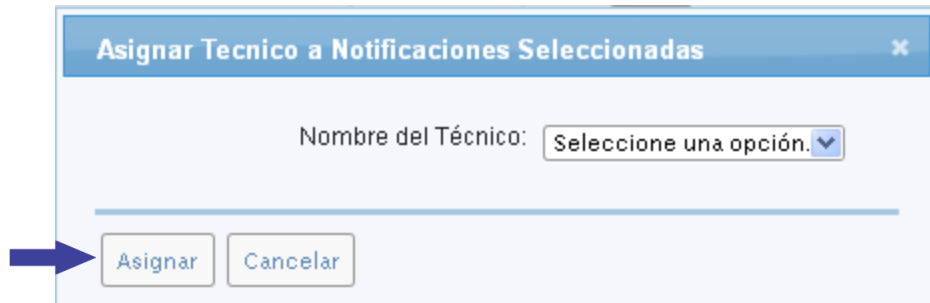 Asignar Tecnico a Notificaciones Seleccionadas
Nombre del Técnico: Seleccione una opción.
Asignar Cancelar